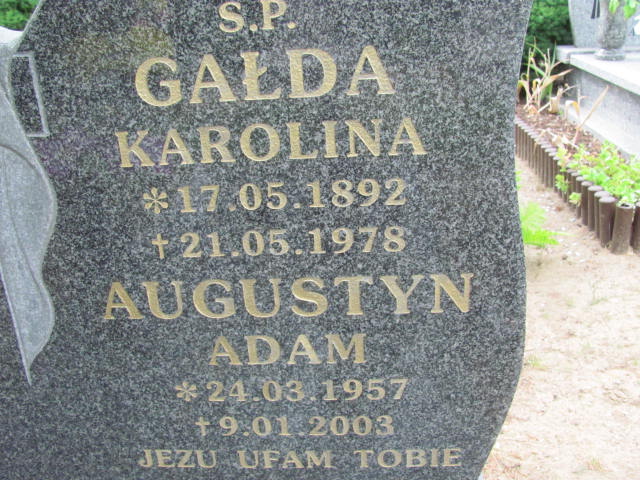 S.P.
GAŁDA
KAROLINA
*17.05.1892
†21.05.1978
AUGUSTYN
ADAM
*24.03.1957
†9.01.2003
JEZU UFAM TOBIE